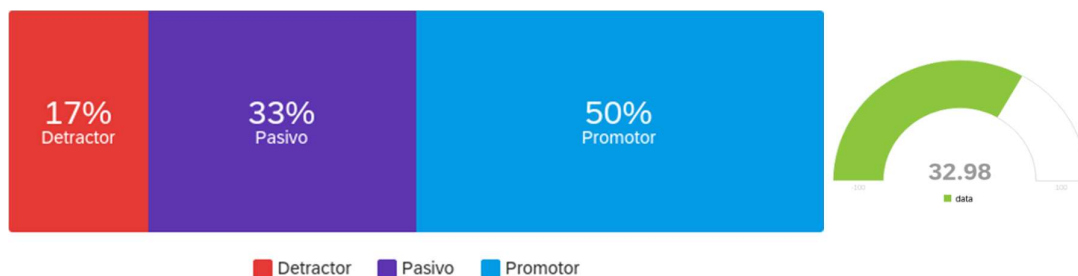 17%
Detractor
33%
Pasivo
50%
Promotor
32.98
-100
100
data
Detractor
Pasivo
Promotor